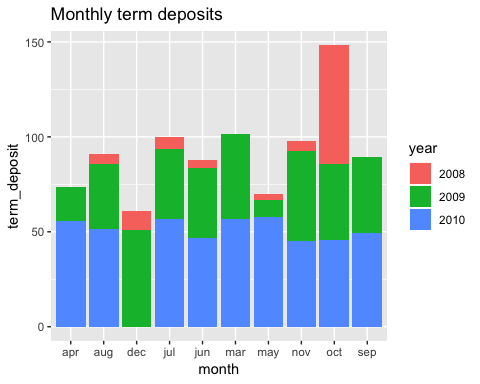 Monthly term deposits
150
100
50
0
term_deposit
apr aug dec jul jun mar may nov oct sep
month
year
2008
2009
2010